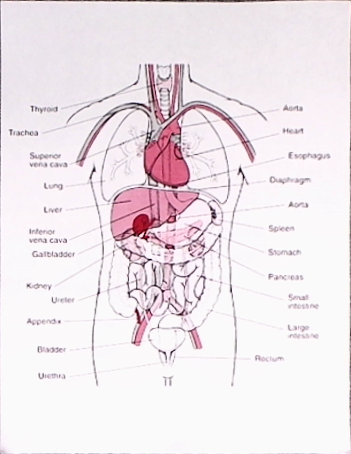 Thyroid
Trachea
Superior
vena cava
Lung
Liver
Inferior
vena cava
Gallbladder
Kidney
Ureter
Appendix
Bladder
Urethra
Aorta
Heart
Esophagus
Diaphragm
Aorta
Spleen
Stomach
Pancreas
Small
intestine
Large
intestine
Rectum